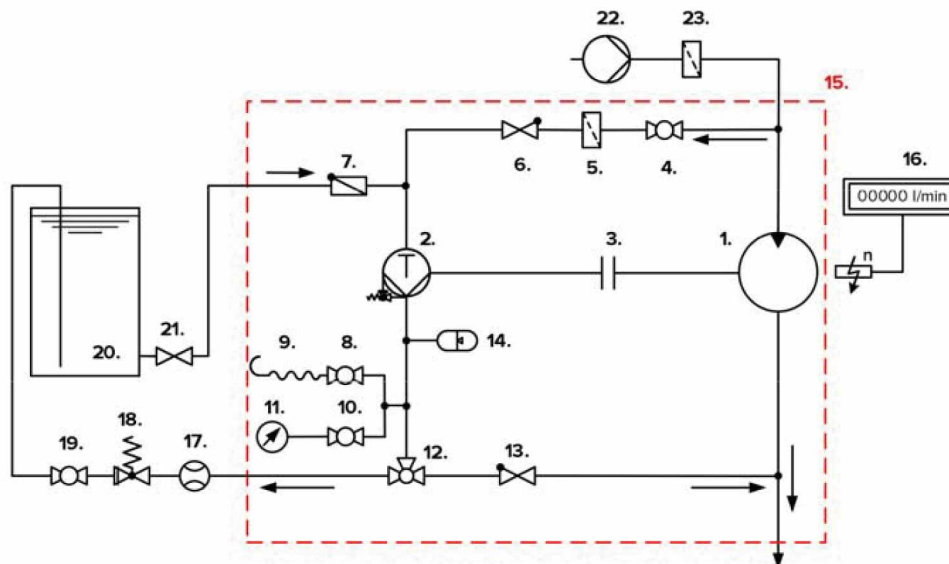 22. 23.
15.
16.
00000 l/min
n
7.
6. 5. 4.
2. 3. 1.
14.
20. 21.
9. 8.
11. 10.
19. 18. 17.
12. 13.